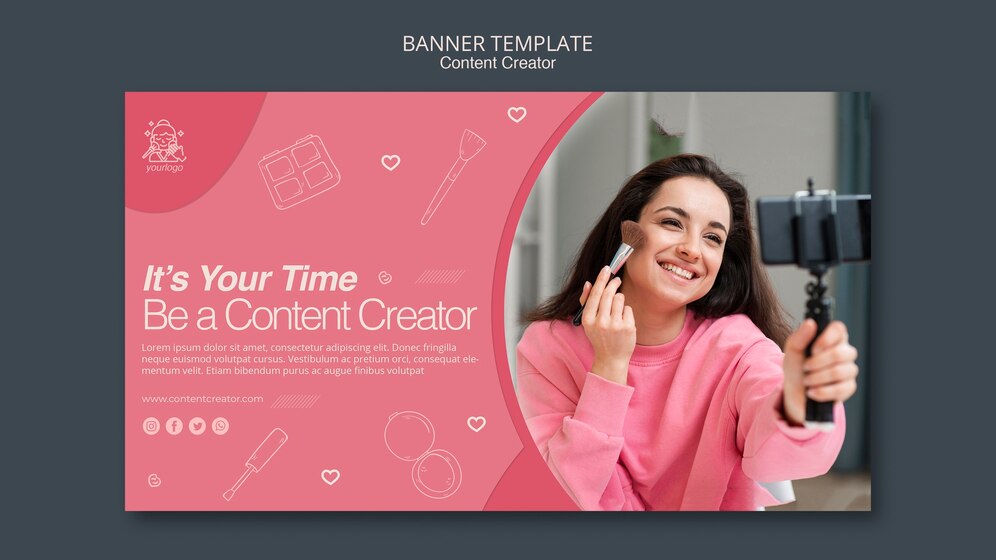 BANNER TEMPLATE
Content Creator
yourlogo
It's Your Time
Be a Content Creator
Lorem ipsum dolor sit amet, consectetur adipiscing elit. Donec fringilla
neque euismod volutpat cursus. Vestibulum ac pretium orci, consequat ele-
mentum velit. Etiam bibendum purus ac augue finibus volutpat
www.contentcreator.com